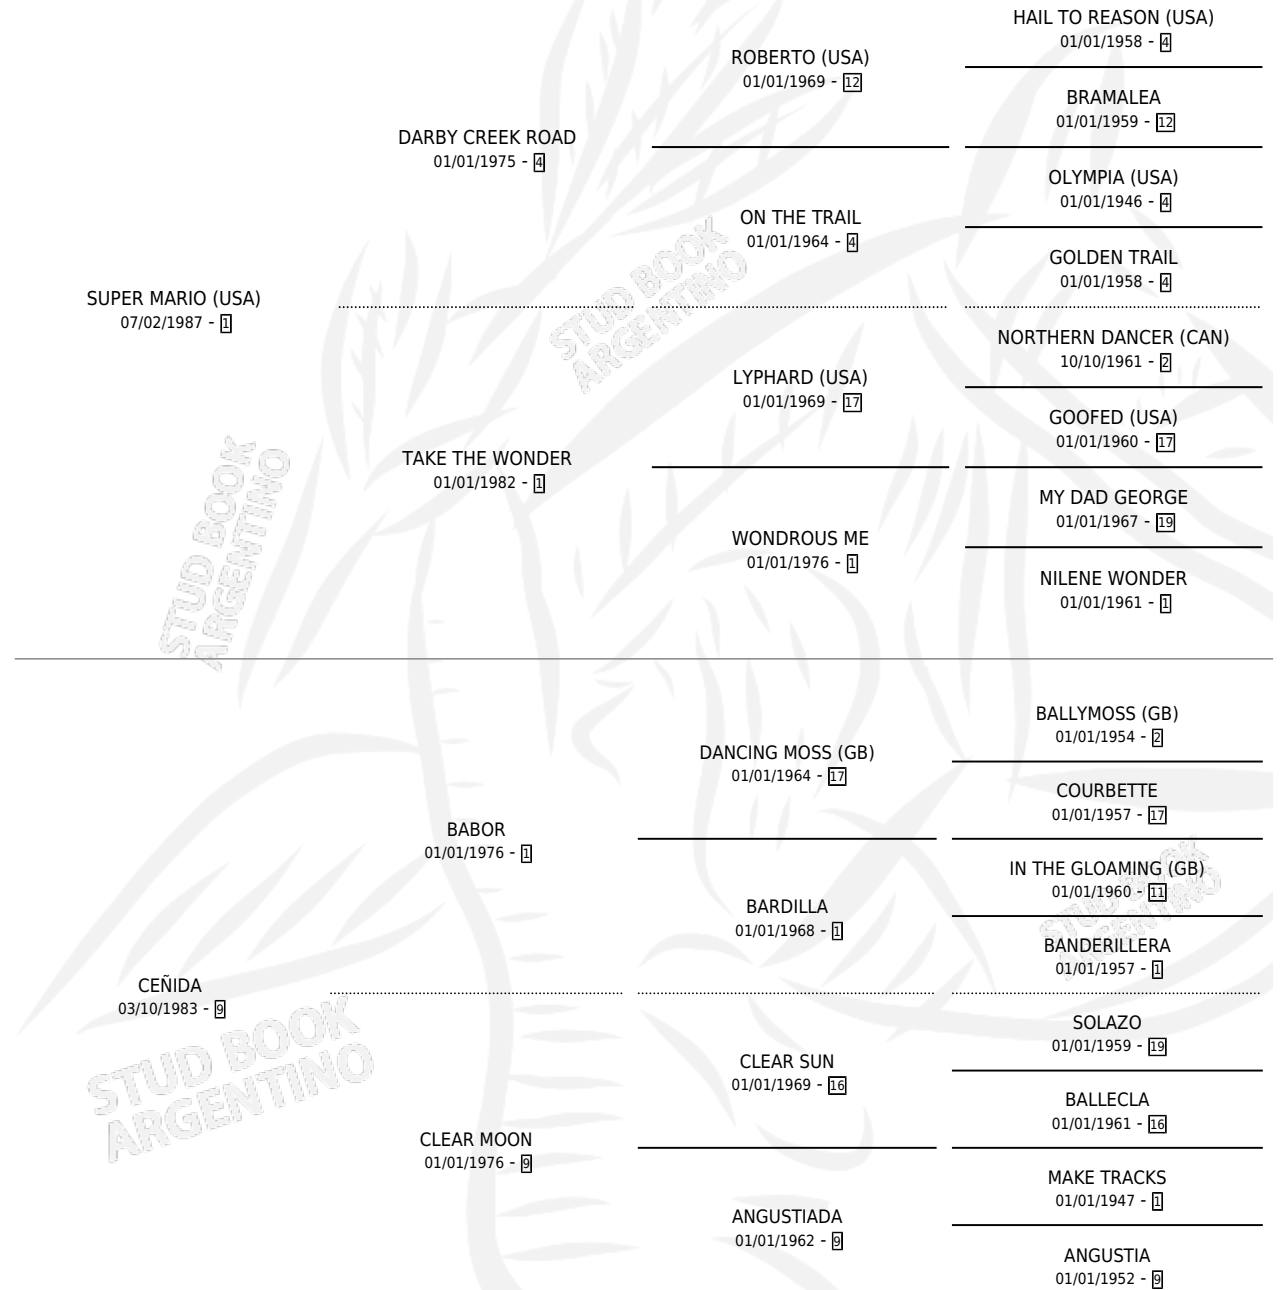 HAIL TO REASON (USA)
01/01/1958 - 4
ROBERTO (USA)
01/01/1969 - 12
BRAMALEA
01/01/1959 - 12
DARBY CREEK ROAD
01/01/1975 - 4
OLYMPIA (USA)
01/01/1946 - 4
ON THE TRAIL
01/01/1964 - 4
GOLDEN TRAIL
01/01/1958 - 4
SUPER MARIO (USA)
07/02/1987 - 1
NORTHERN DANCER (CAN)
10/10/1961 - 2
LYPHARD (USA)
01/01/1969 - 17
GOOFED (USA)
01/01/1960 - 17
TAKE THE WONDER
01/01/1982 - 1
MY DAD GEORGE
01/01/1967 - 19
WONDROUS ME
01/01/1976 - 1
NILENE WONDER
01/01/1961 - 1
BALLYMOSS (GB)
01/01/1954 - 2
DANCING MOSS (GB)
01/01/1964 - 17
COURBETTE
01/01/1957 - 17
BABOR
01/01/1976 - 1
IN THE GLOAMING (GB)
01/01/1960 - 11
BARDILLA
01/01/1968 - 1
BANDERILLERA
01/01/1957 - 1
CEÑIDA
03/10/1983 - 9
SOLAZO
01/01/1959 - 19
CLEAR SUN
01/01/1969 - 16
BALLECLA
01/01/1961 - 16
CLEAR MOON
01/01/1976 - 9
MAKE TRACKS
01/01/1947 - 1
ANGUSTIADA
01/01/1962 - 9
ANGUSTIA
01/01/1952 - 9
STUD BOOK
ARGENTINO
STUD BOOK
ARGENTINO
STUD BOOK
ARGENTINO
STUD BOOK
ARGENTINO